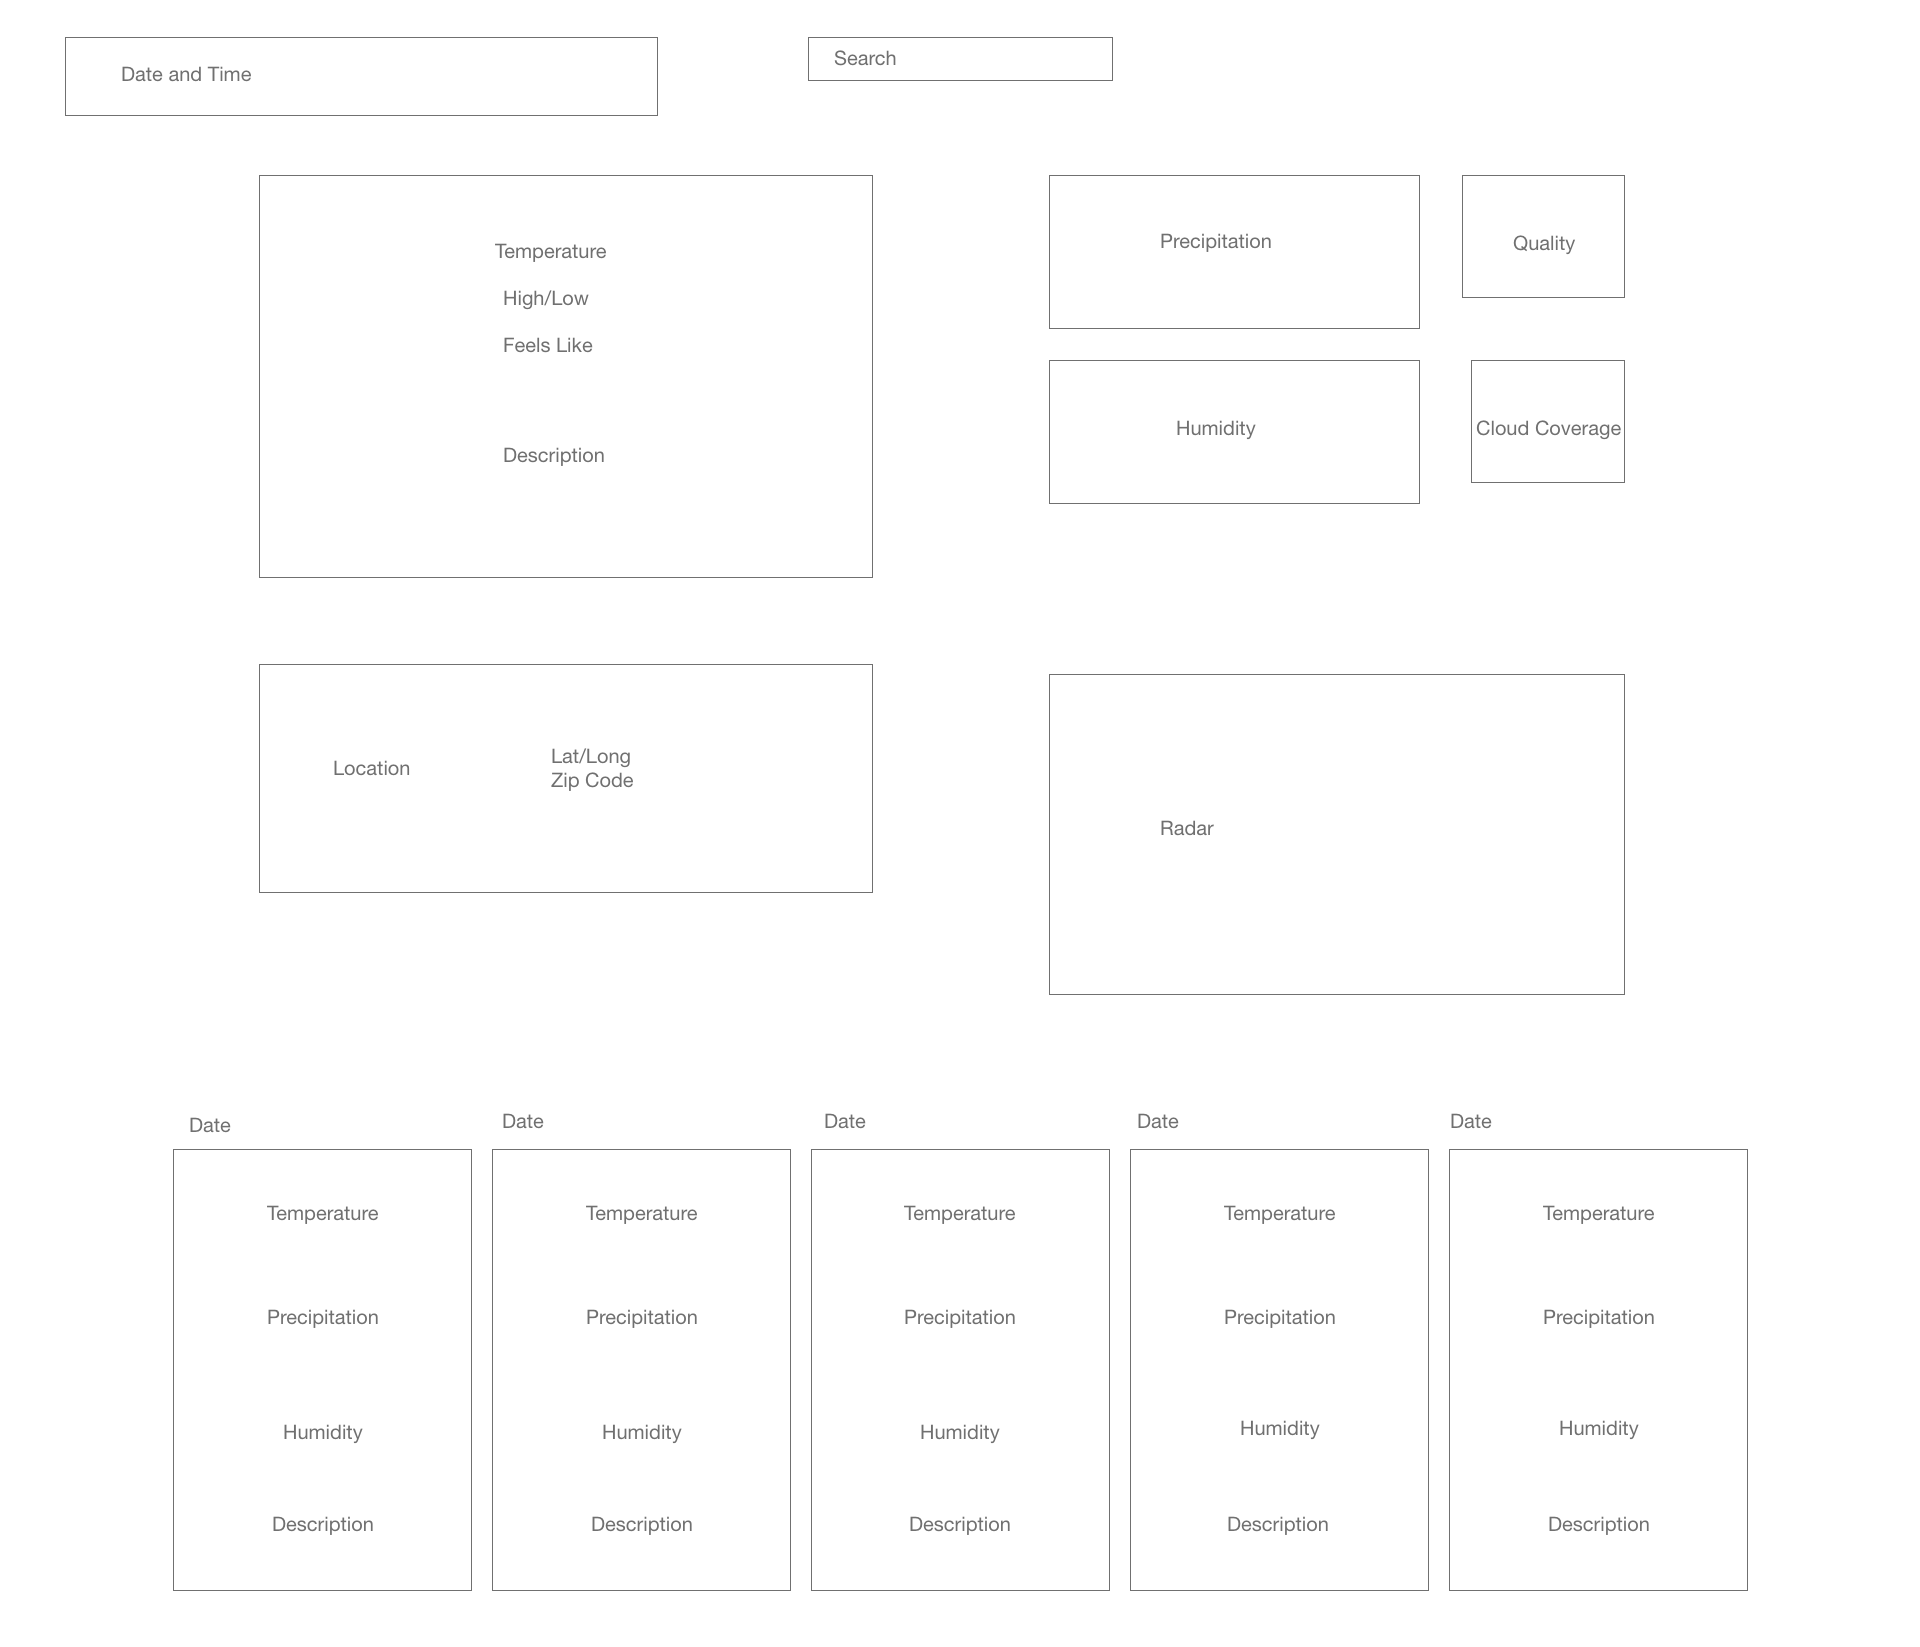 Date and Time
Search
Temperature
High/Low
Feels Like
Description
Precipitation
Quality
Humidity
Cloud Coverage
Location
Lat/Long
Zip Code
Radar
Date
Temperature
Precipitation
Humidity
Description
Date
Temperature
Precipitation
Humidity
Description
Date
Temperature
Precipitation
Humidity
Description
Date
Temperature
Precipitation
Humidity
Description
Date
Temperature
Precipitation
Humidity
Description